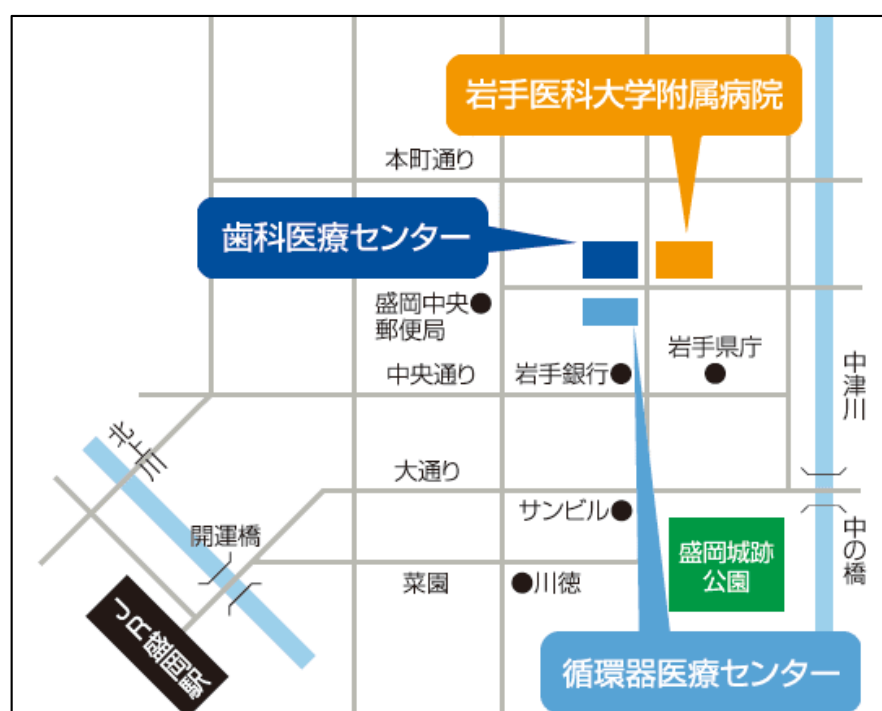 岩手医科大学附属病院
本町通り
歯科医療センター
盛岡中央
郵便局
岩手県庁
中央通り
岩手銀行
中津川
北上川
大通り
サンビル
開運橋
中の橋
盛岡城跡
公園
菜園
川徳
JR盛岡駅
循環器医療センター